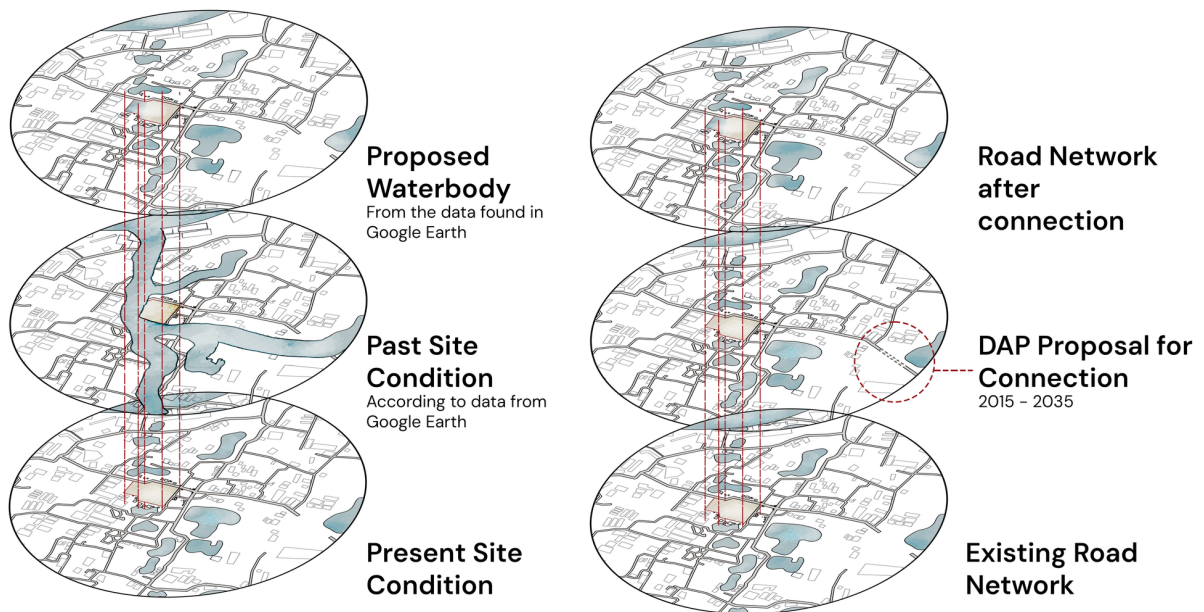 Proposed
Waterbody
From the data found in
Google Earth
Past Site
Condition
According to data from
Google Earth
Present Site
Condition
Road Network
after
connection
DAP Proposal for
Connection
2015 - 2035
Existing Road
Network